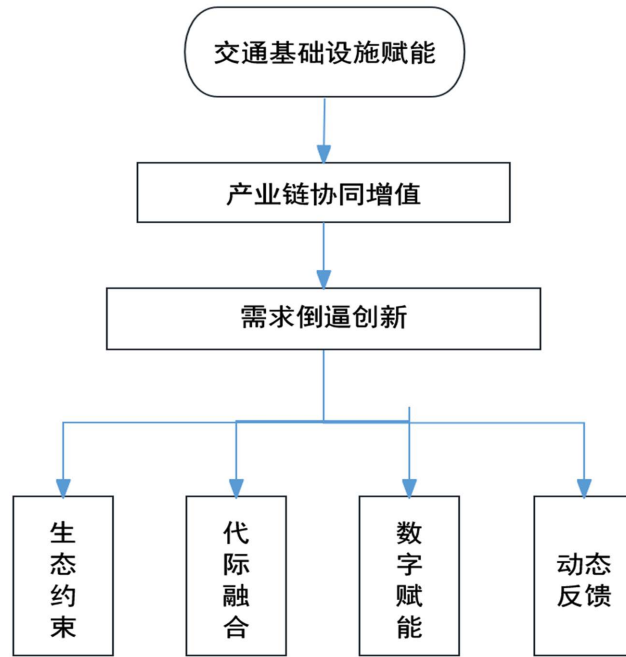 交通基础设施赋能
产业链协同增值
需求倒逼创新
生态约束
代际融合
数字赋能
动态
反馈